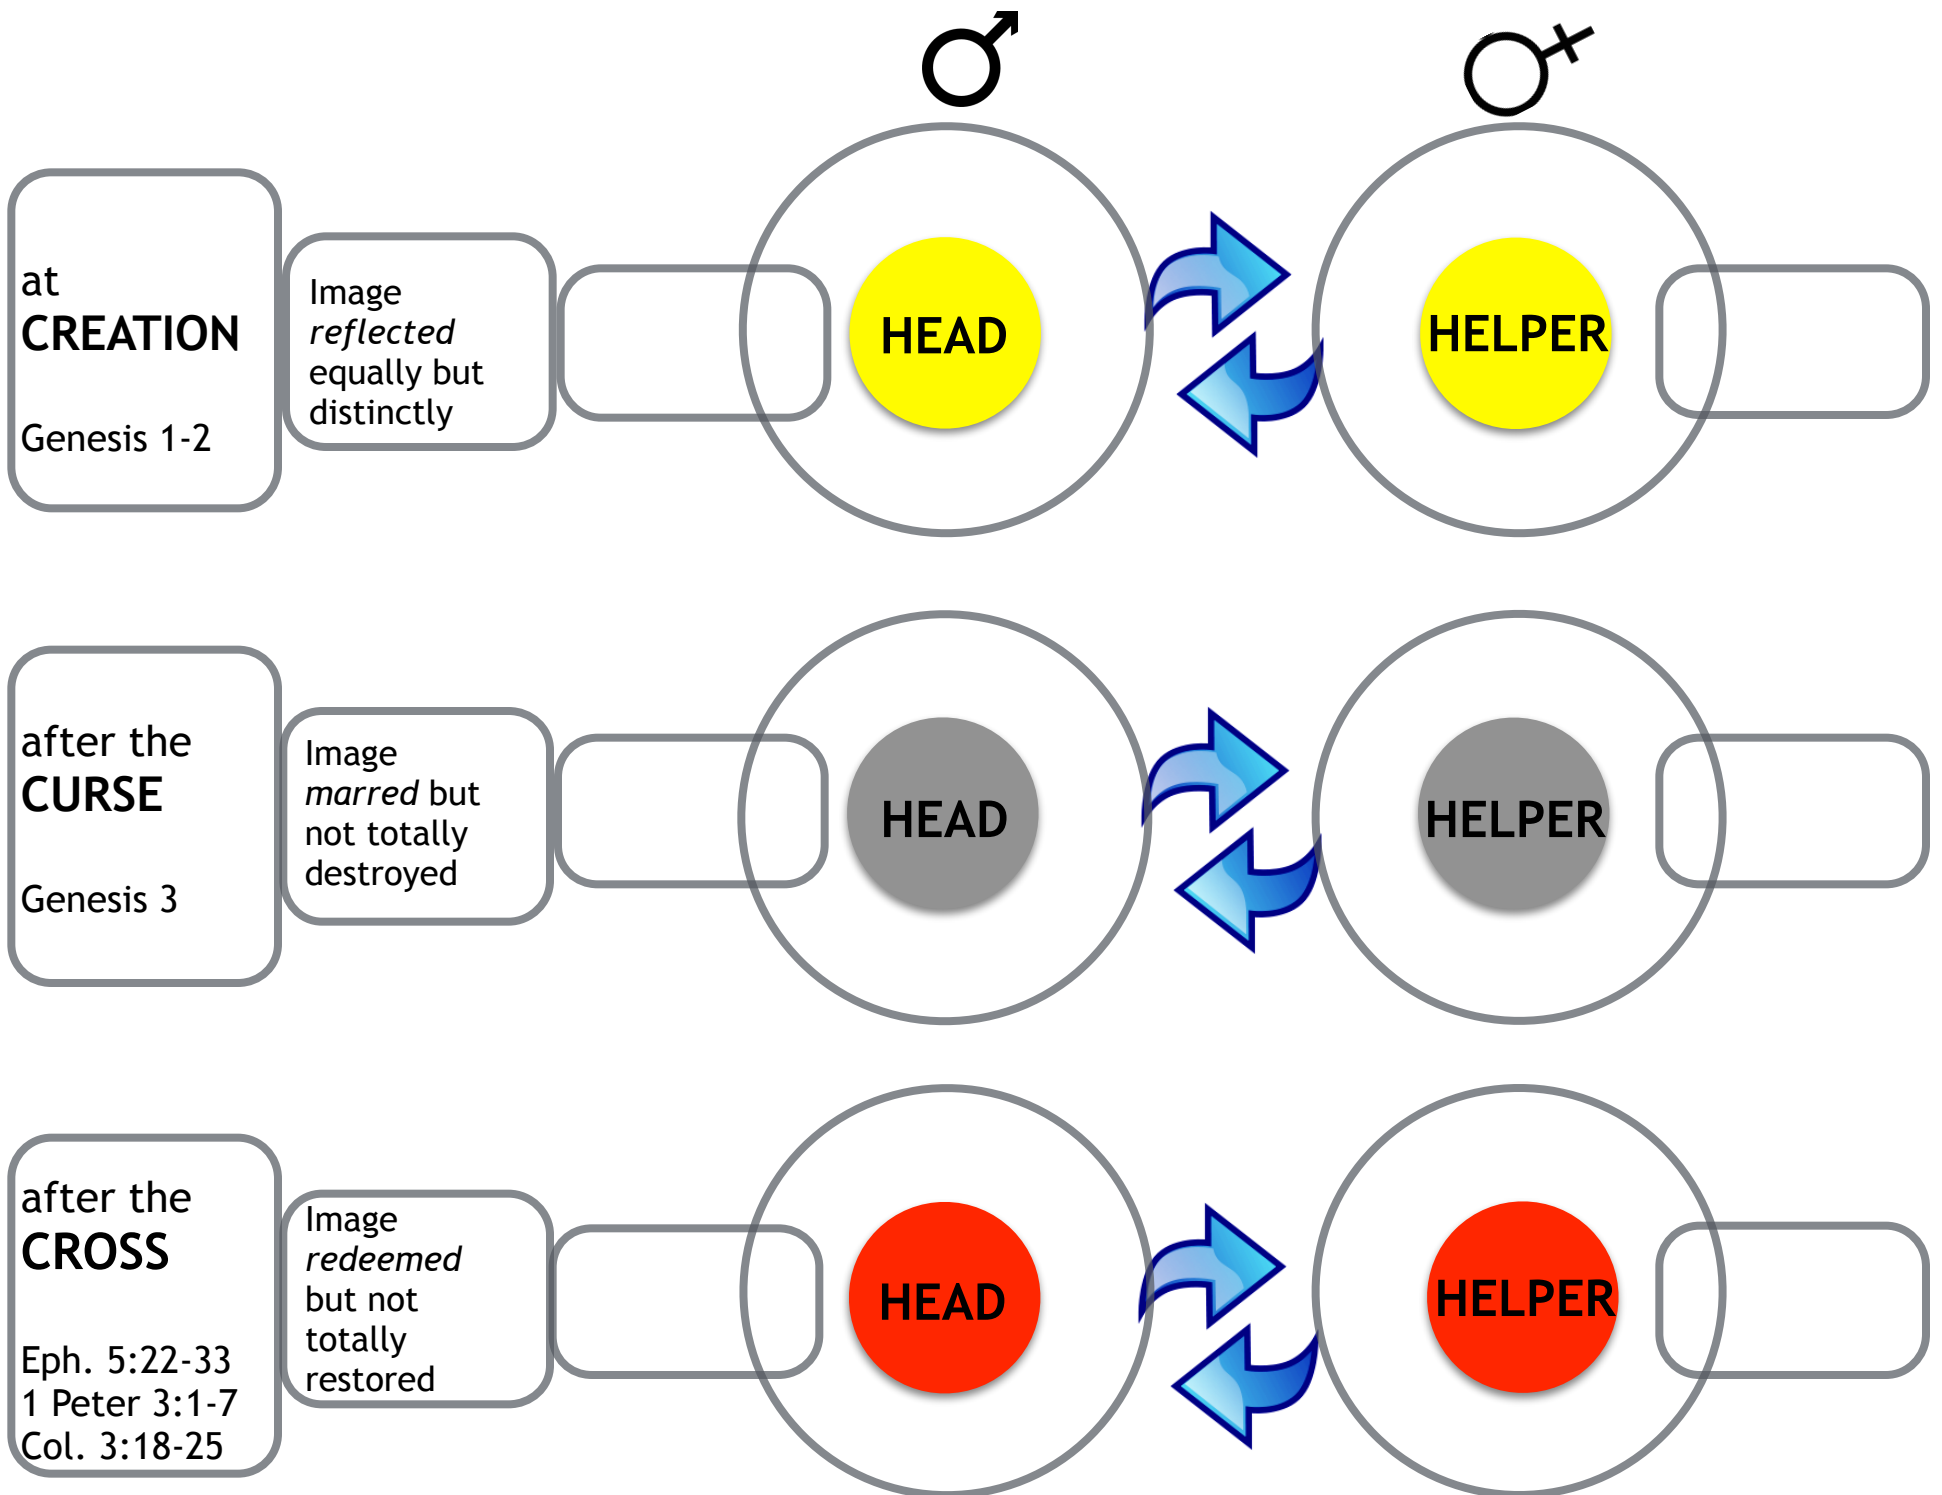 at
CREATION
Genesis 1-2
Image
reflected
equally but
distinctly
HEAD
HELPER
after the
CURSE
Genesis 3
Image
marred but
not totally
destroyed
HEAD
HELPER
after the
CROSS
Eph. 5:22-33
1 Peter 3:1-7
Col. 3:18-25
Image
redeemed
but not
totally
restored
HEAD
HELPER